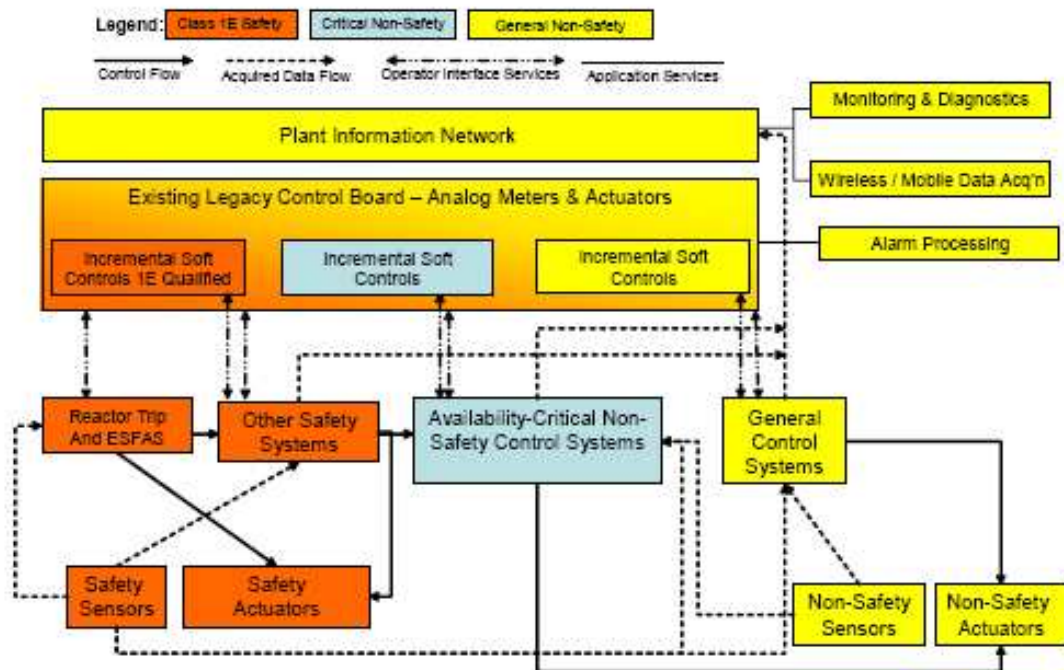 Legend:
Class 1E Safety
Critical Non-Safety
General Non-Safety
Control Flow
Acquired Data Flow
Operator Interface Services
Application Services
Plant Information Network
Monitoring & Diagnostics
Wireless / Mobile Data Acq'n
Existing Legacy Control Board – Analog Meters & Actuators
Alarm Processing
Incremental Soft
Controls 1E Qualified
Incremental Soft
Controls
Incremental Soft
Controls
Reactor Trip
And ESFAS
Other Safety
Systems
Availability-Critical Non-
Safety Control Systems
General
Control
Systems
Safety
Sensors
Safety
Actuators
Non-Safety
Sensors
Non-Safety
Actuators